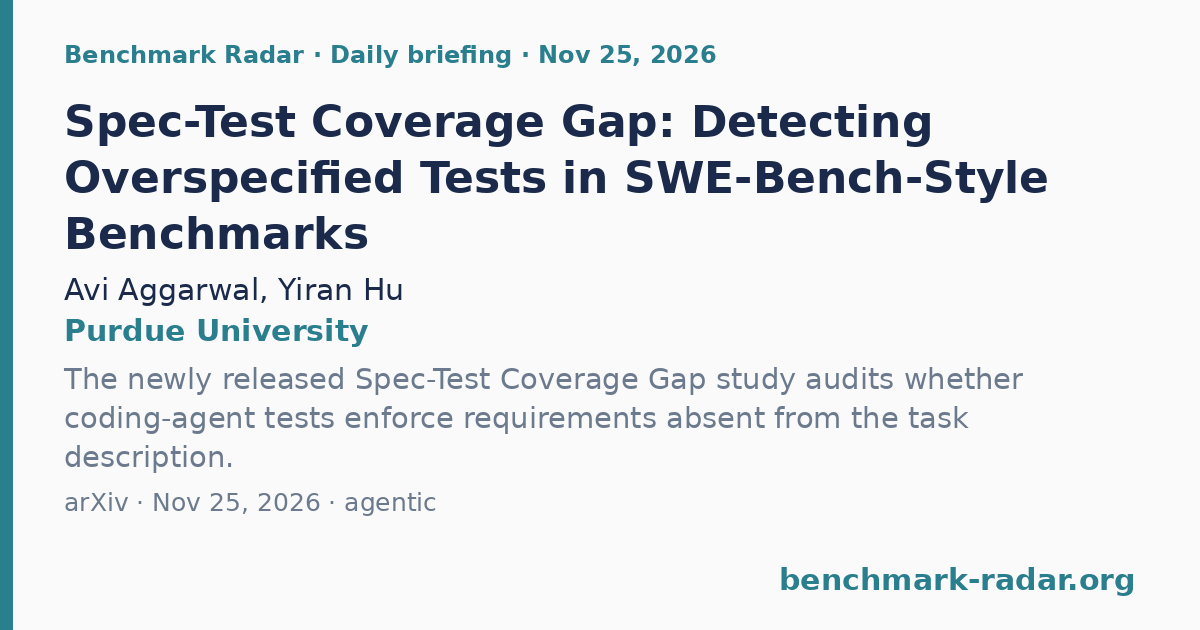 Benchmark Radar · Daily briefing · Nov 25, 2026
Spec-Test Coverage Gap: Detecting
Overspecified Tests in SWE-Bench-Style
Benchmarks
Avi Aggarwal, Yiran Hu
Purdue University
The newly released Spec-Test Coverage Gap study audits whether
coding-agent tests enforce requirements absent from the task
description.
arXiv · Nov 25, 2026 · agentic
benchmark-radar.org